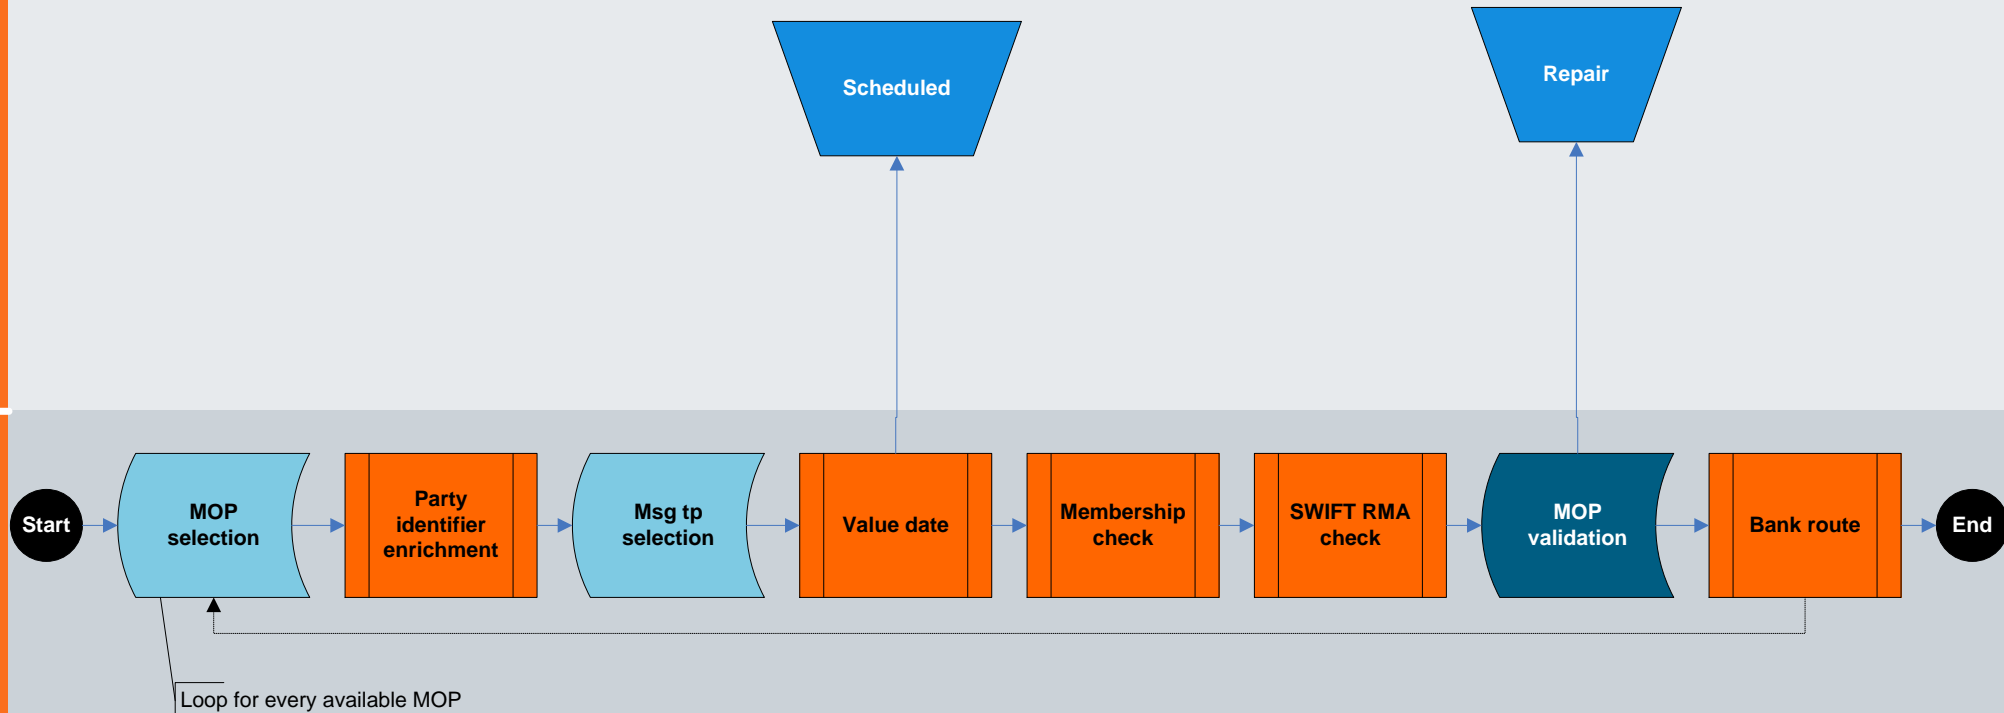 Scheduled
Repair
Start
MOP
selection
Party
identifier
enrichment
Msg tp
selection
Value date
Membership
check
SWIFT RMA
check
MOP
validation
Bank route
End
Loop for every available MOP